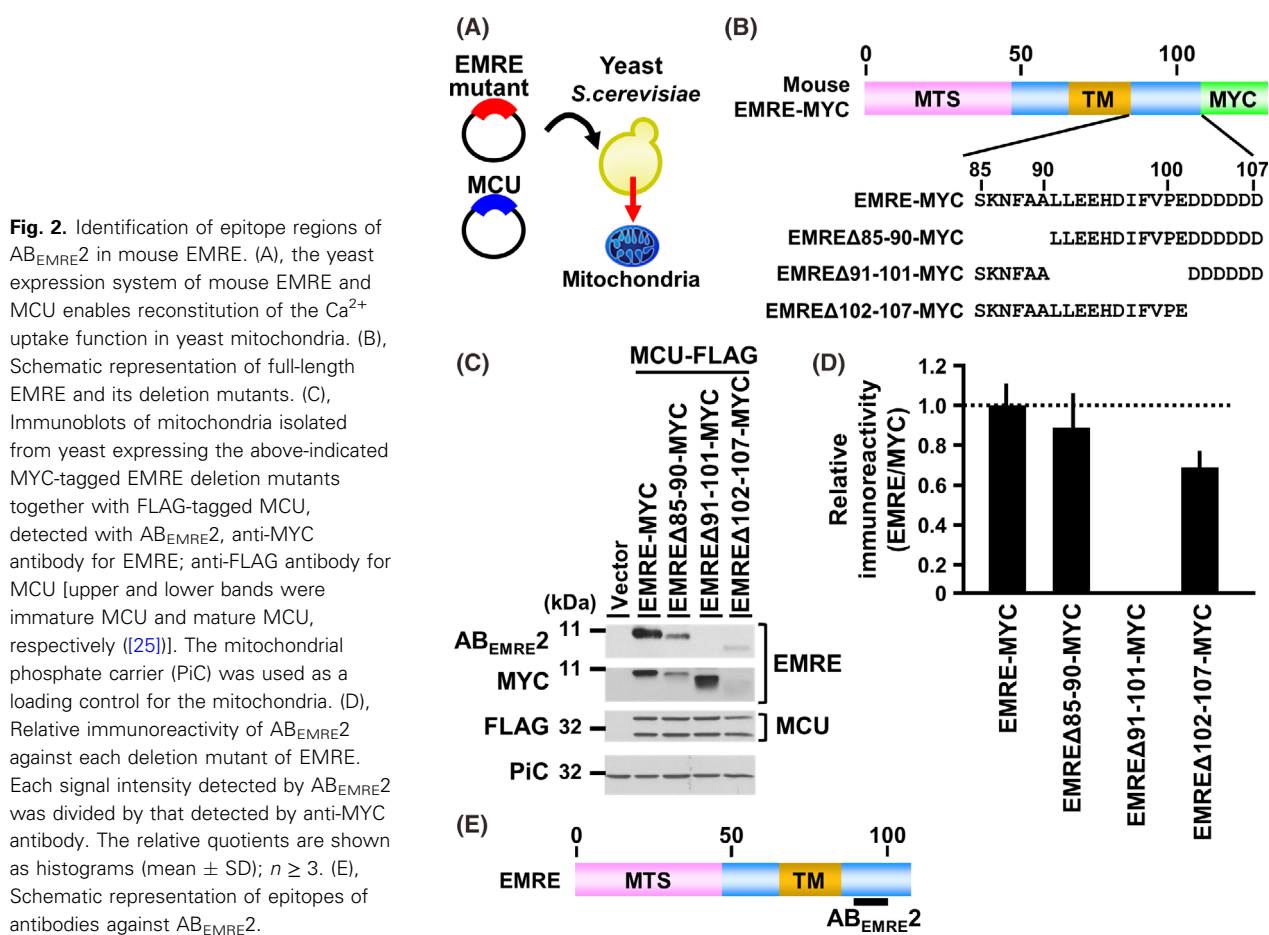 Fig. 2. Identification of epitope regions of
AB_EMRE2 in mouse EMRE. (A), the yeast
expression system of mouse EMRE and
MCU enables reconstitution of the Ca2+
uptake function in yeast mitochondria. (B),
Schematic representation of full-length
EMRE and its deletion mutants. (C),
Immunoblots of mitochondria isolated
from yeast expressing the above-indicated
MYC-tagged EMRE deletion mutants
together with FLAG-tagged MCU,
detected with AB_EMRE2, anti-MYC
antibody for EMRE; anti-FLAG antibody for
MCU [upper and lower bands were
immature MCU and mature MCU,
respectively ([25])]. The mitochondrial
phosphate carrier (PiC) was used as a
loading control for the mitochondria. (D),
Relative immunoreactivity of AB_EMRE2
against each deletion mutant of EMRE.
Each signal intensity detected by AB_EMRE2
was divided by that detected by anti-MYC
antibody. The relative quotients are shown
as histograms (mean ± SD); n ≥ 3. (E),
Schematic representation of epitopes of
antibodies against AB_EMRE2.
(A)
EMRE
mutant
Yeast
S.cerevisiae
MCU
Mitochondria
(B)
0 50 100
Mouse
EMRE-MYC
MTS TM MYC
85 90 100 107
EMRE-MYC SKNFAALLEEHDIFVPEDDDDDD
EMREΔ85-90-MYC LLEEHDIFVPEDDDDDD
EMREΔ91-101-MYC SKNFAA DDDDDD
EMREΔ102-107-MYC SKNFAALLEEHDIFVPE
(C)
MCU-FLAG
Vector
EMRE-MYC
EMREΔ85-90-MYC
EMREΔ91-101-MYC
EMREΔ102-107-MYC
(kDa)
AB_EMRE2 11
MYC 11
EMRE
FLAG 32
MCU
PiC 32
(D)
Relative
immunoreactivity
(EMRE/MYC)
1.2
1.0
0.8
0.6
0.4
0.2
0
EMRE-MYC
EMREΔ85-90-MYC
EMREΔ91-101-MYC
EMREΔ102-107-MYC
(E)
0 50 100
EMRE MTS TM
AB_EMRE2